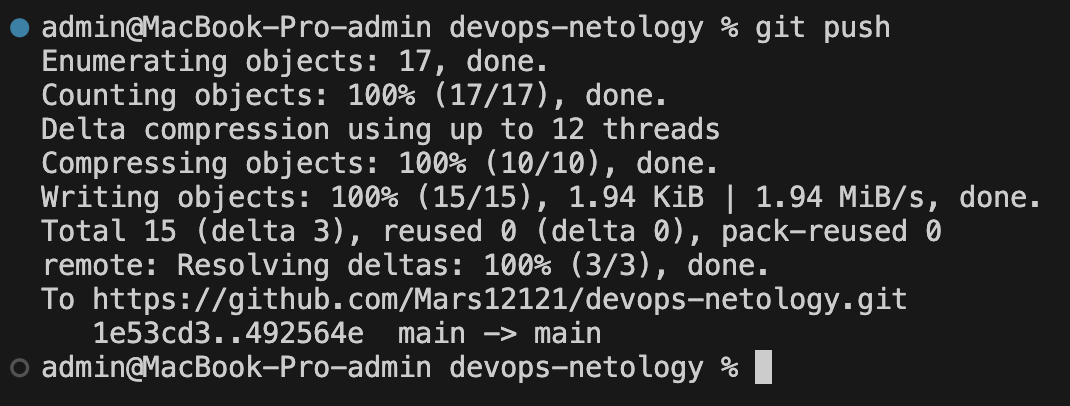 admin@MacBook-Pro-admin devops-netology % git push
Enumerating objects: 17, done.
Counting objects: 100% (17/17), done.
Delta compression using up to 12 threads
Compressing objects: 100% (10/10), done.
Writing objects: 100% (15/15), 1.94 KiB | 1.94 MiB/s, done.
Total 15 (delta 3), reused 0 (delta 0), pack-reused 0
remote: Resolving deltas: 100% (3/3), done.
To https://github.com/Mars12121/devops-netology.git
   1e53cd3..492564e  main -> main
admin@MacBook-Pro-admin devops-netology %